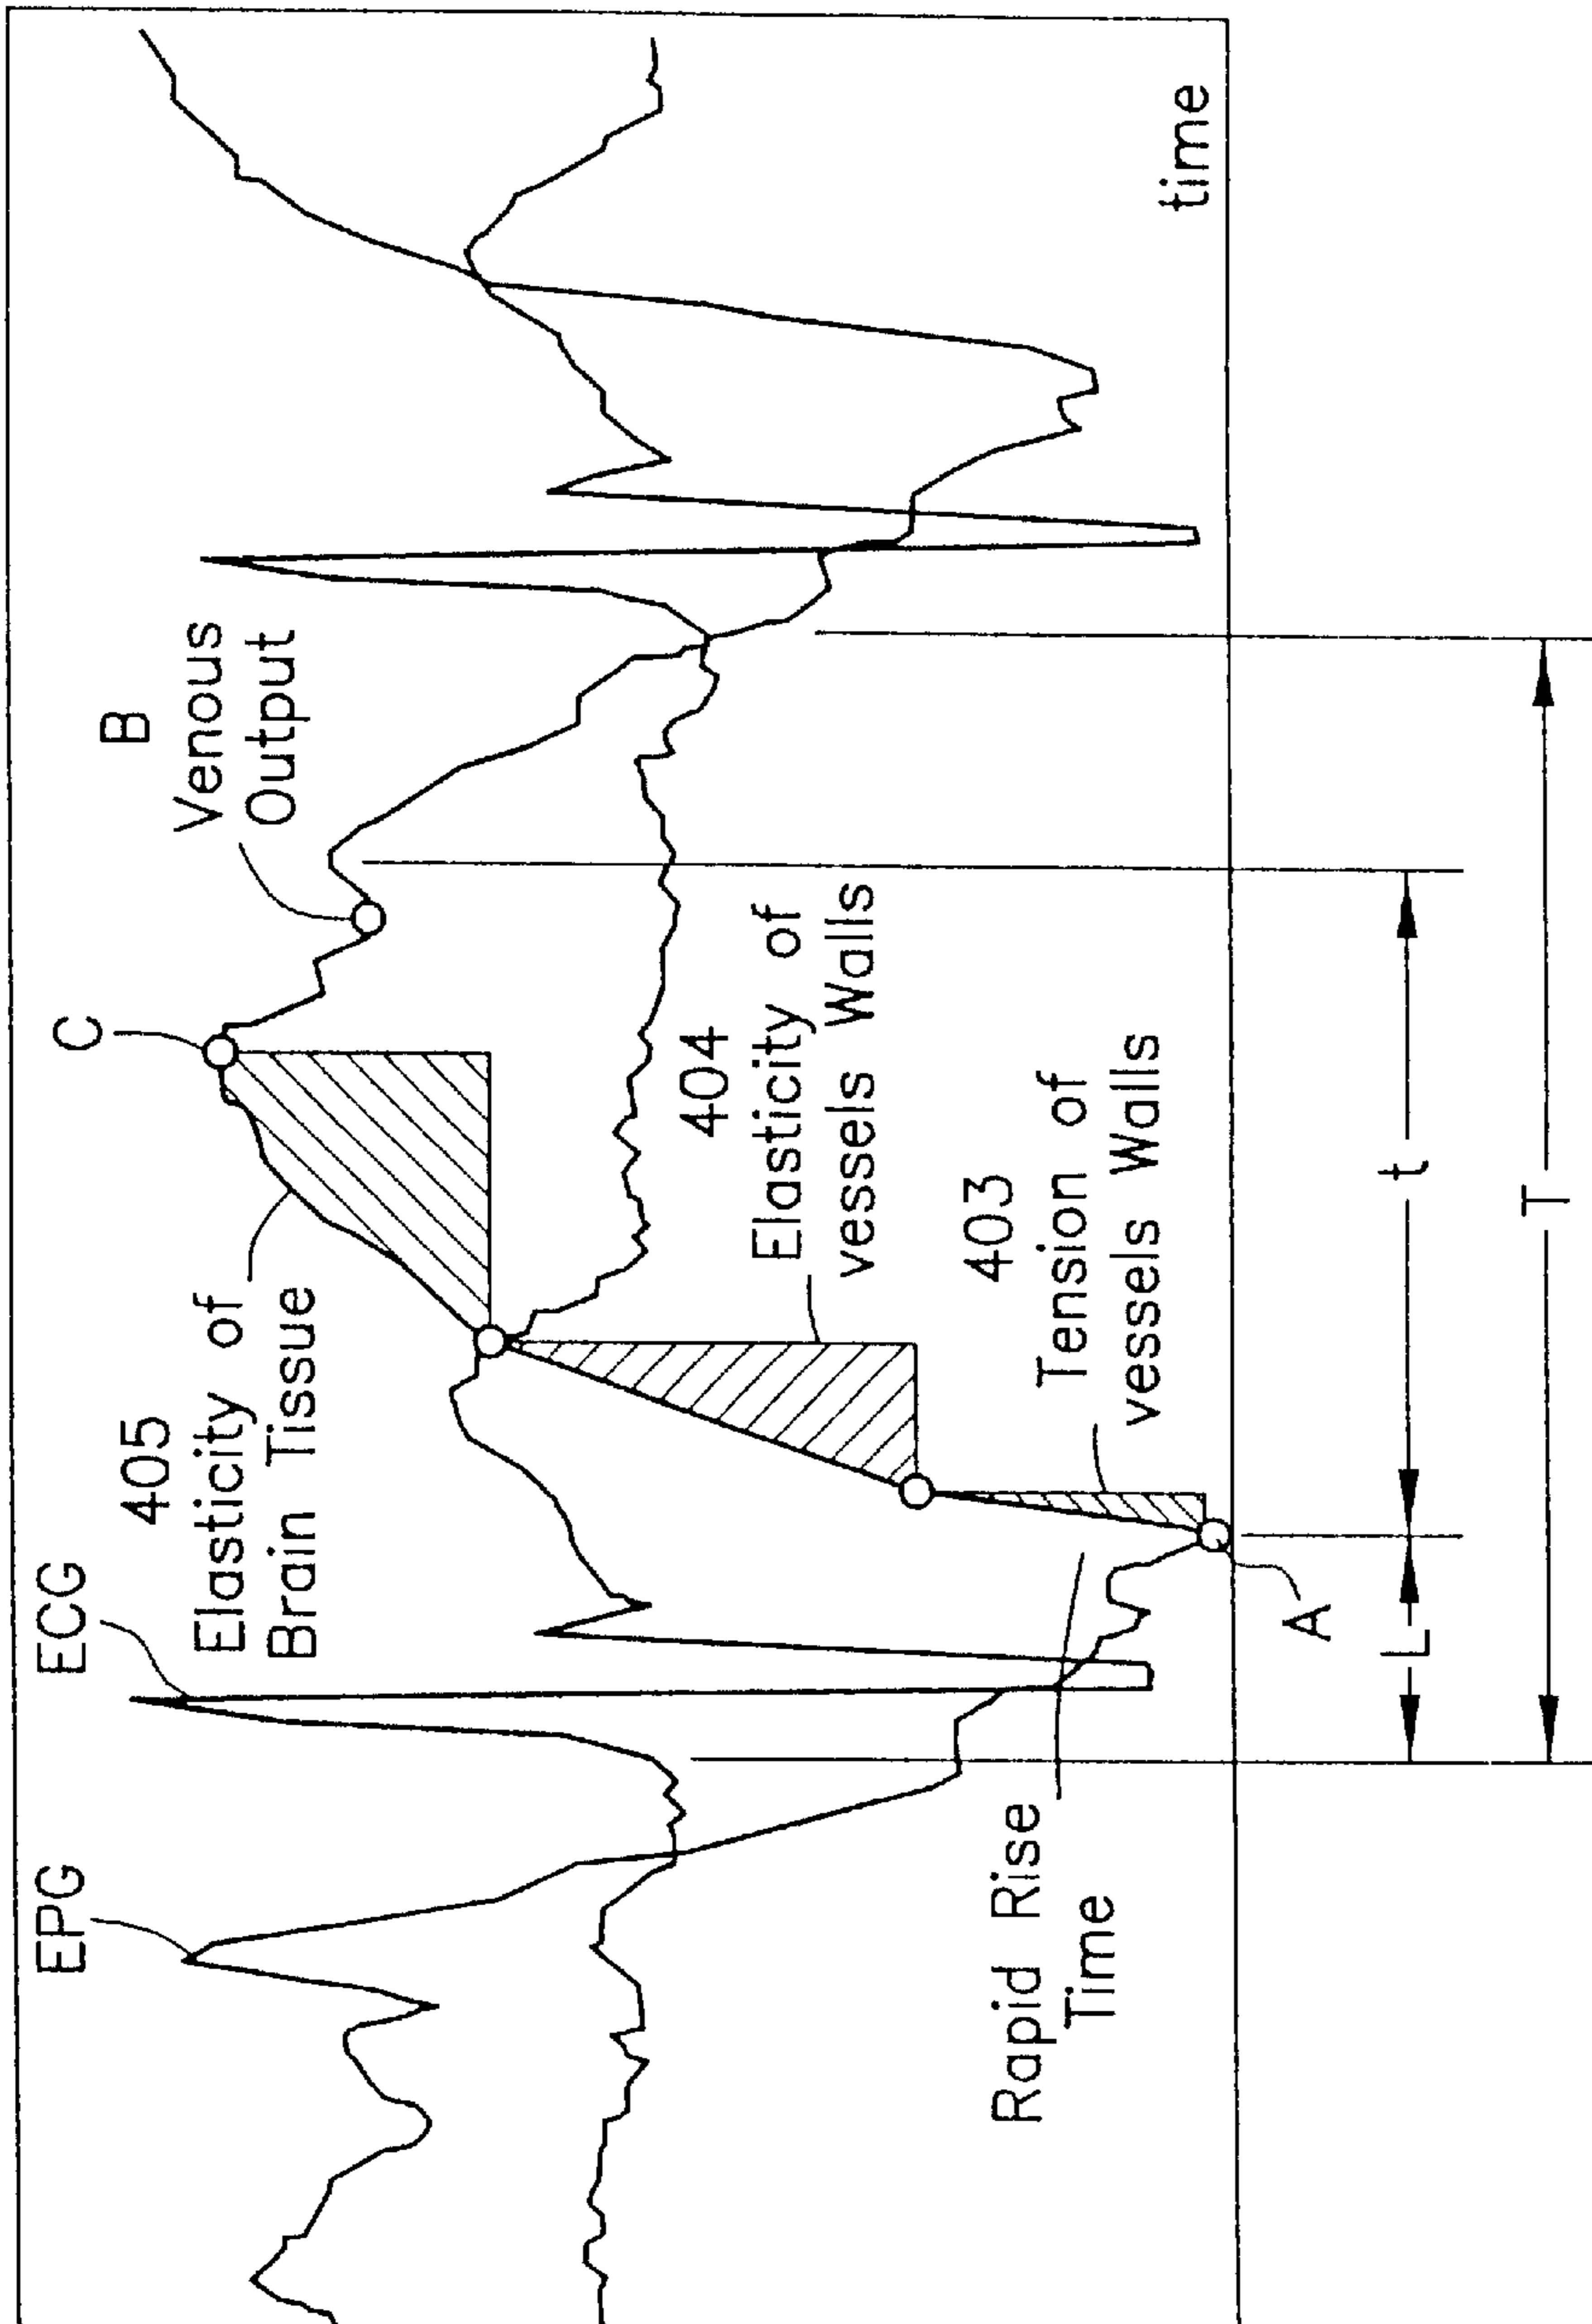 EPG
ECG
405
Elasticity of
Brain Tissue
C
B
Venous
Output
404
Elasticity of
vessels Walls
403
Tension of
vessels Walls
Rapid Rise
Time
time
A
L
t
T